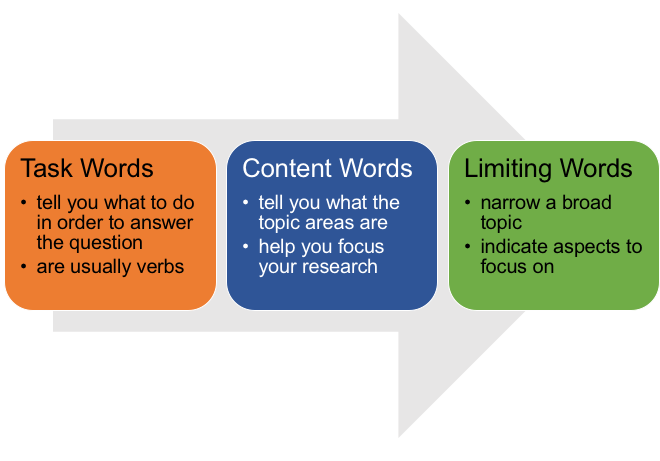 Task Words
• tell you what to do
in order to answer
the question
• are usually verbs
Content Words
• tell you what the
topic areas are
• help you focus
your research
Limiting Words
• narrow a broad
topic
• indicate aspects to
focus on